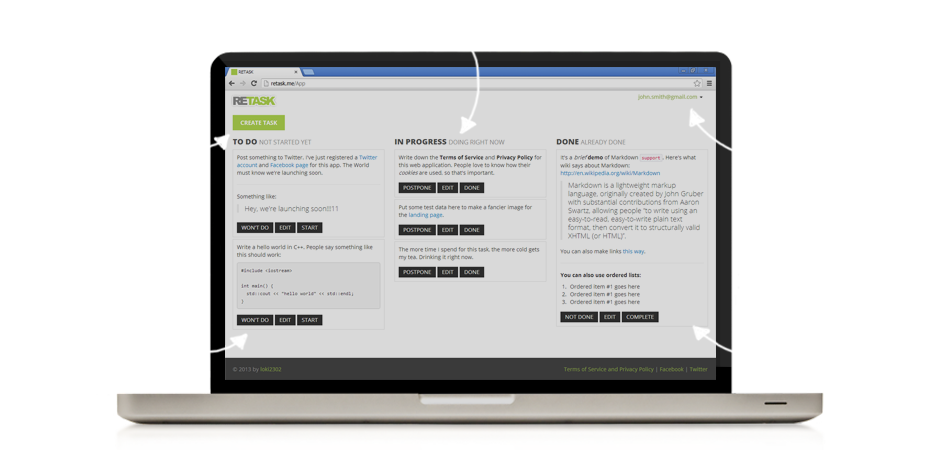 RETASK
retask.me/App
RETASK
john.smith@gmail.com
CREATE TASK
TO DO NOT STARTED YET
Post something to Twitter. I've just registered a Twitter
account and Facebook page for this app. The World
must know we're launching soon.
Something like:
Hey, we're launching soon!!!11
WON'T DO EDIT START
Write a hello world in C++. People say something like
this should work:
#include <iostream>
int main() {
std::cout << "hello world" << std::endl;
}
WON'T DO EDIT START
IN PROGRESS DOING RIGHT NOW
Write down the Terms of Service and Privacy Policy for
this web application. People love to know how their
cookies are used, so that's important.
POSTPONE EDIT DONE
Put some test data here to make a fancier image for
the landing page.
POSTPONE EDIT DONE
The more time I spend for this task, the more cold gets
my tea. Drinking it right now.
POSTPONE EDIT DONE
DONE ALREADY DONE
It's a brief demo of Markdown support. Here's what
wiki says about Markdown:
http://en.wikipedia.org/wiki/Markdown
Markdown is a lightweight markup
language, originally created by John Gruber
with substantial contributions from Aaron
Swartz, allowing people "to write using an
easy-to-read, easy-to-write plain text
format, then convert it to structurally valid
XHTML (or HTML)".
You can also make links this way.
You can also use ordered lists:
1. Ordered item #1 goes here
2. Ordered item #1 goes here
3. Ordered item #1 goes here
NOT DONE EDIT COMPLETE
© 2013 by loki2302
Terms of Service and Privacy Policy | Facebook | Twitter